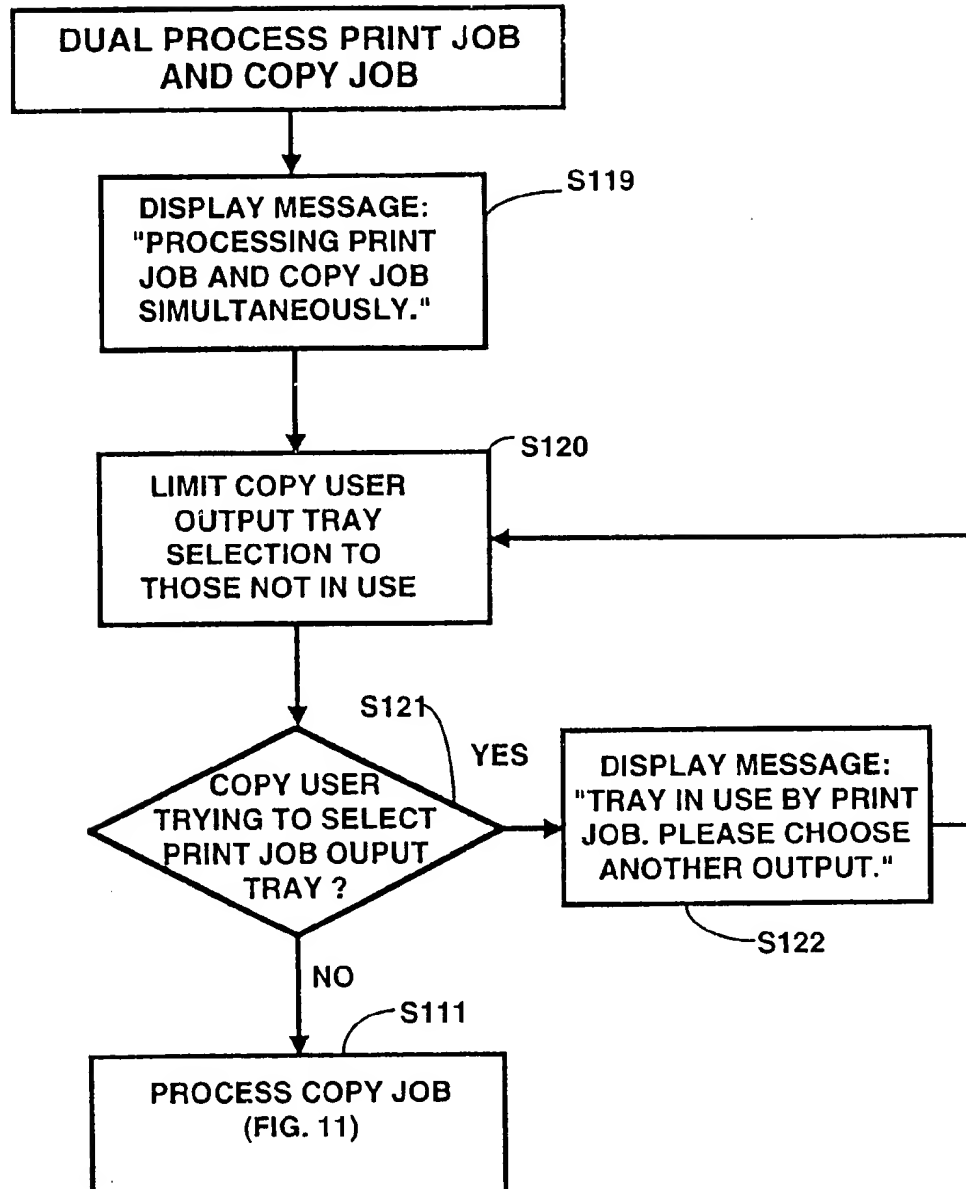 DUAL PROCESS PRINT JOB
AND COPY JOB
S119
DISPLAY MESSAGE:
"PROCESSING PRINT
JOB AND COPY JOB
SIMULTANEOUSLY."
S120
LIMIT COPY USER
OUTPUT TRAY
SELECTION TO
THOSE NOT IN USE
S121
COPY USER
TRYING TO SELECT
PRINT JOB OUPUT
TRAY ?
YES
DISPLAY MESSAGE:
"TRAY IN USE BY PRINT
JOB. PLEASE CHOOSE
ANOTHER OUTPUT."
S122
NO
S111
PROCESS COPY JOB
(FIG. 11)